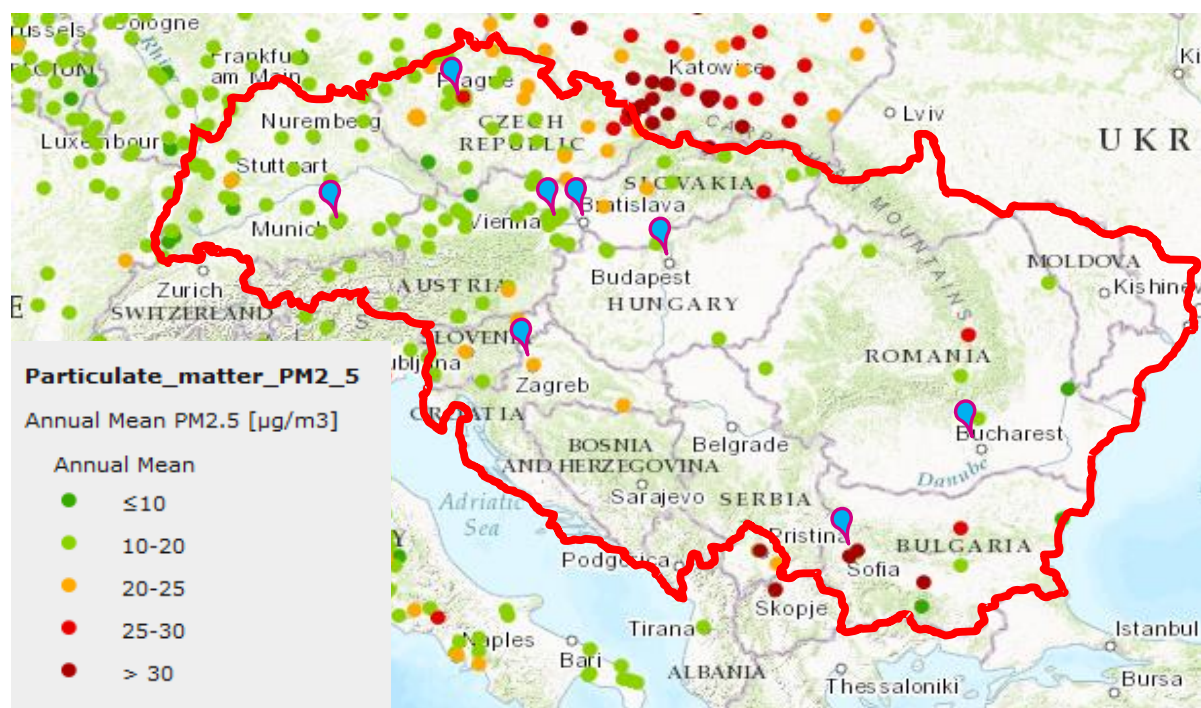 Cologne
Frankfurt
am Main
Katowice
Lviv
Nuremberg
CZECH
REPUBLIC
CARPATHIAN MOUNTAINS
UKR
Stuttgart
SLOVAKIA
Munich
Vienna
Bratislava
Zurich
AUSTRIA
Budapest
MOLDOVA
SWITZERLAND
HUNGARY
Kishinev
SLOVENIA
ROMANIA
Zagreb
CROATIA
BOSNIA
AND HERZEGOVINA
Belgrade
Bucharest
Danube
Adriatic
Sea
Sarajevo
SERBIA
Pristina
BULGARIA
Podgorica
Sofia
Skopje
Tirana
Istanbul
Naples
Bari
ALBANIA
Thessaloniki
Bursa
Particulate_matter_PM2_5
Annual Mean PM2.5 [µg/m3]
Annual Mean
≤10
10-20
20-25
25-30
> 30